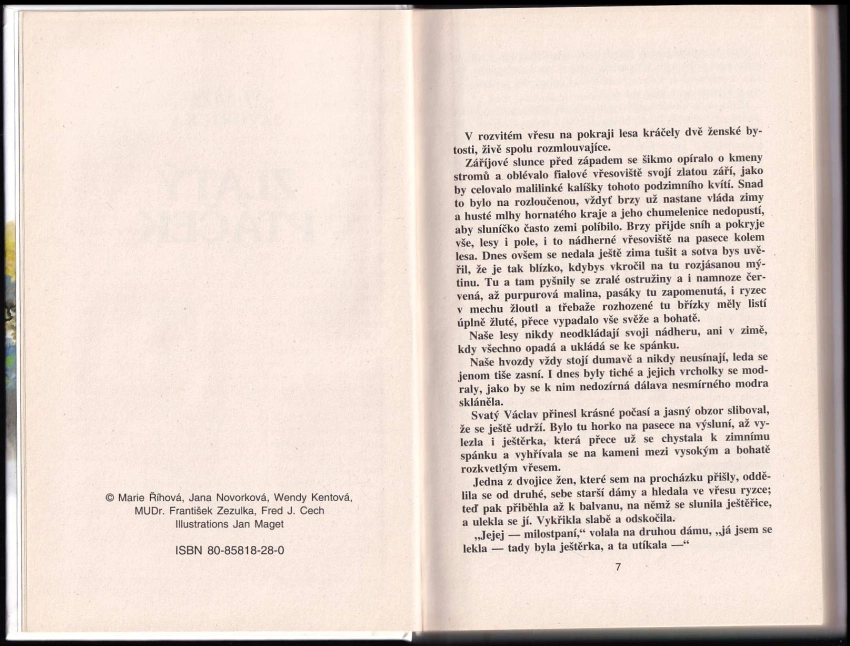 © Marie Říhová, Jana Novorková, Wendy Kentová,
MUDr. František Zezulka, Fred J. Cech
Illustrations Jan Maget
ISBN 80-85818-28-0
V rozvitém vřesu na pokraji lesa kráčely dvě ženské by-
tosti, živě spolu rozmlouvajíce.
Záříjové slunce před západem se šikmo opíralo o kmeny
stromů a oblévalo fialové vřesoviště svojí zlatou září, jako
by celovalo malilinké kalíšky tohoto podzimního kvítí. Snad
to bylo na rozloučenou, vždyť brzy už nastane vláda zimy
a husté mlhy hornatého kraje a jeho chumelenice nedopustí,
aby sluníčko často zemi políbilo. Brzy přijde sníh a pokryje
vše, lesy i pole, i to nádherné vřesoviště na pasece kolem
lesa. Dnes ovšem se nedala ještě zima tušit a sotva bys uvě-
řil, že je tak blízko, kdybys vkročil na tu rozjásanou mý-
tinu. Tu a tam pyšnily se zralé ostružiny a i namnoze čer-
vená, až purpurová malina, pasáky tu zapomenutá, i ryzec
v mechu žloutl a třebaže rozhozené tu břízky měly listí
úplně žluté, přece vypadalo vše svěže a bohatě.
Naše lesy nikdy neodkládají svoji nádheru, ani v zimě,
kdy všechno opadá a ukládá se ke spánku.
Naše hvozdy vždy stojí dumavě a nikdy neusínají, leda se
jenom tiše zasní. I dnes byly tiché a jejich vrcholky se mod-
raly, jako by se k nim nedozírná dálava nesmírného modra
skláněla.
Svatý Václav přinesl krásné počasí a jasný obzor sliboval,
že se ještě udrží. Bylo tu horko na pasece na výsluní, až vy-
lezla i ještěrka, která přece už se chystala k zimnímu
spánku a vyhřívala se na kameni mezi vysokým a bohatě
rozkvetlým vřesem.
Jedna z dvojice žen, které sem na procházku přišly, oddě-
lila se od druhé, sebe starší dámy a hledala ve vřesu ryzce;
teď pak přiběhla až k balvanu, na němž se slunila ještěřice,
a ulekla se jí. Vykřikla slabě a odskočila.
„Jejej — milostpaní,“ volala na druhou dámu, „já jsem se
lekla — tady byla ještěrka, a ta utíkala —“
7